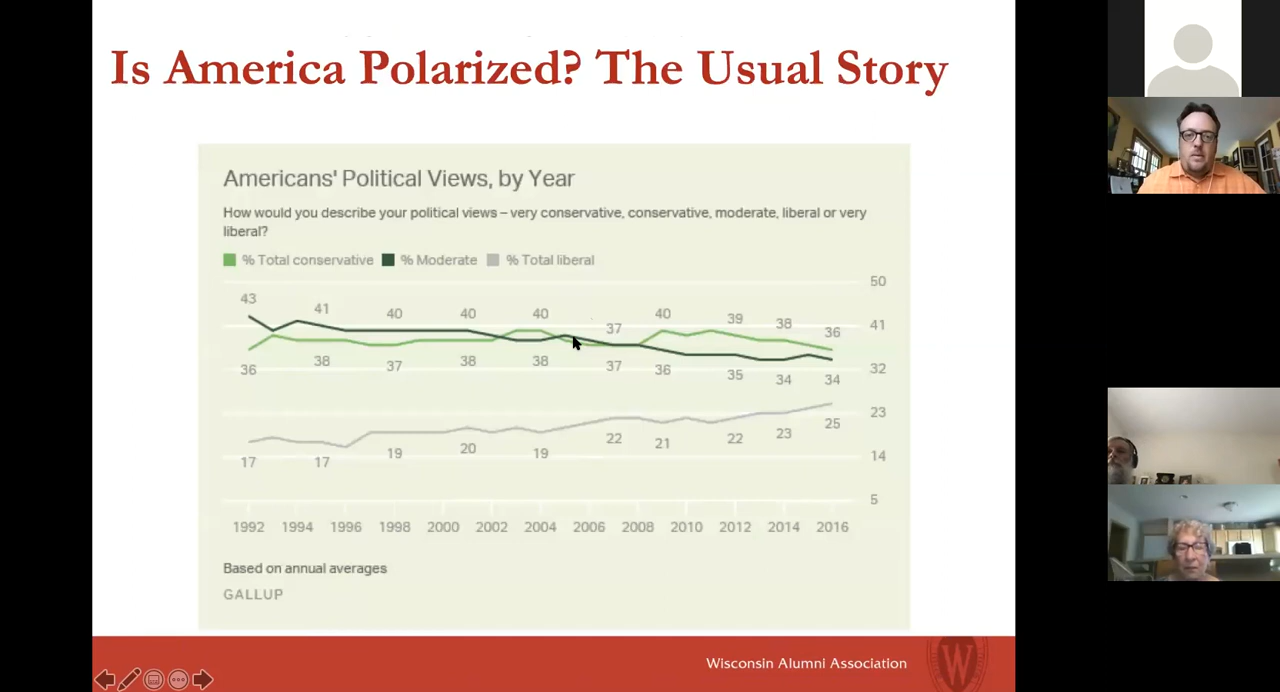 Is America Polarized? The Usual Story
Americans' Political Views, by Year
How would you describe your political views – very conservative, conservative, moderate, liberal or very
liberal?
% Total conservative % Moderate % Total liberal
50
43 41 40 40 40 37 40 39 38 36
41
36 38 37 38 38 37 36 35 34 34
32
23
17 17 19 20 19 22 21 22 23 25
14
5
1992 1994 1996 1998 2000 2002 2004 2006 2008 2010 2012 2014 2016
Based on annual averages
GALLUP
Wisconsin Alumni Association
W